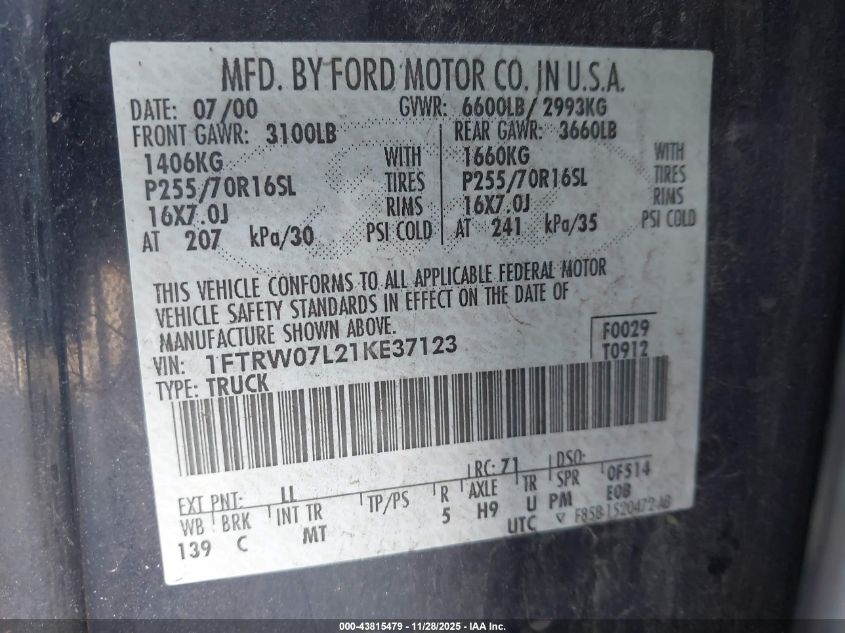 MFD. BY FORD MOTOR CO. IN U.S.A.
DATE: 07/00 GVWR: 6600LB/ 2993KG
FRONT GAWR: 3100LB REAR GAWR: 3660LB
1406KG WITH 1660KG WITH
P255/70R16SL TIRES P255/70R16SL TIRES
16X7.0J RIMS 16X7.0J RIMS
AT 207 kPa/30 PSI COLD AT 241 kPa/35 PSI COLD
THIS VEHICLE CONFORMS TO ALL APPLICABLE FEDERAL MOTOR
VEHICLE SAFETY STANDARDS IN EFFECT ON THE DATE OF
MANUFACTURE SHOWN ABOVE.
F0029
VIN: 1FTRW07L21KE37123 T0912
TYPE: TRUCK
EXT PNT: LL RC: 71 DSO: 0F514
WB BRK INT TR TP/PS R AXLE TR SPR E0B
139 C MT 5 H9 U PM
UTC ▽ F85B-1520472-AB
000-43815479 - 11/28/2025 - IAA Inc.